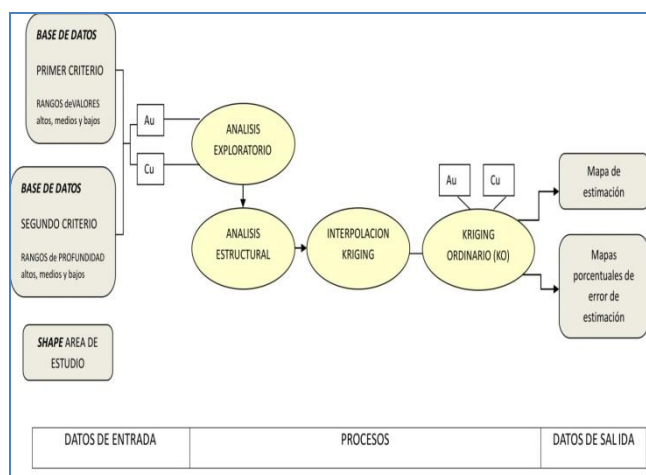 BASE DE DATOS
PRIMER CRITERIO
RANGOS deVALORES
altos, medios y bajos
BASE DE DATOS
SEGUNDO CRITERIO
RANGOS de PROFUNDIDAD
altos, medios y bajos
SHAPE AREA DE
ESTUDIO
Au
Cu
ANALISIS
EXPLORATORIO
ANALISIS
ESTRUCTURAL
INTERPOLACION
KRIGING
Au
Cu
KRIGING
ORDINARIO (KO)
Mapa de
estimación
Mapas
porcentuales de
error de
estimación
DATOS DE ENTRADA
PROCESOS
DATOS DE SALIDA